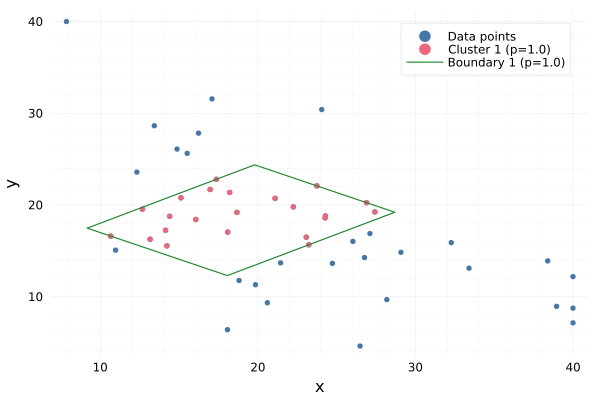 40
30
20
10
y
Data points
Cluster 1 (p=1.0)
Boundary 1 (p=1.0)
10 20 30 40
x